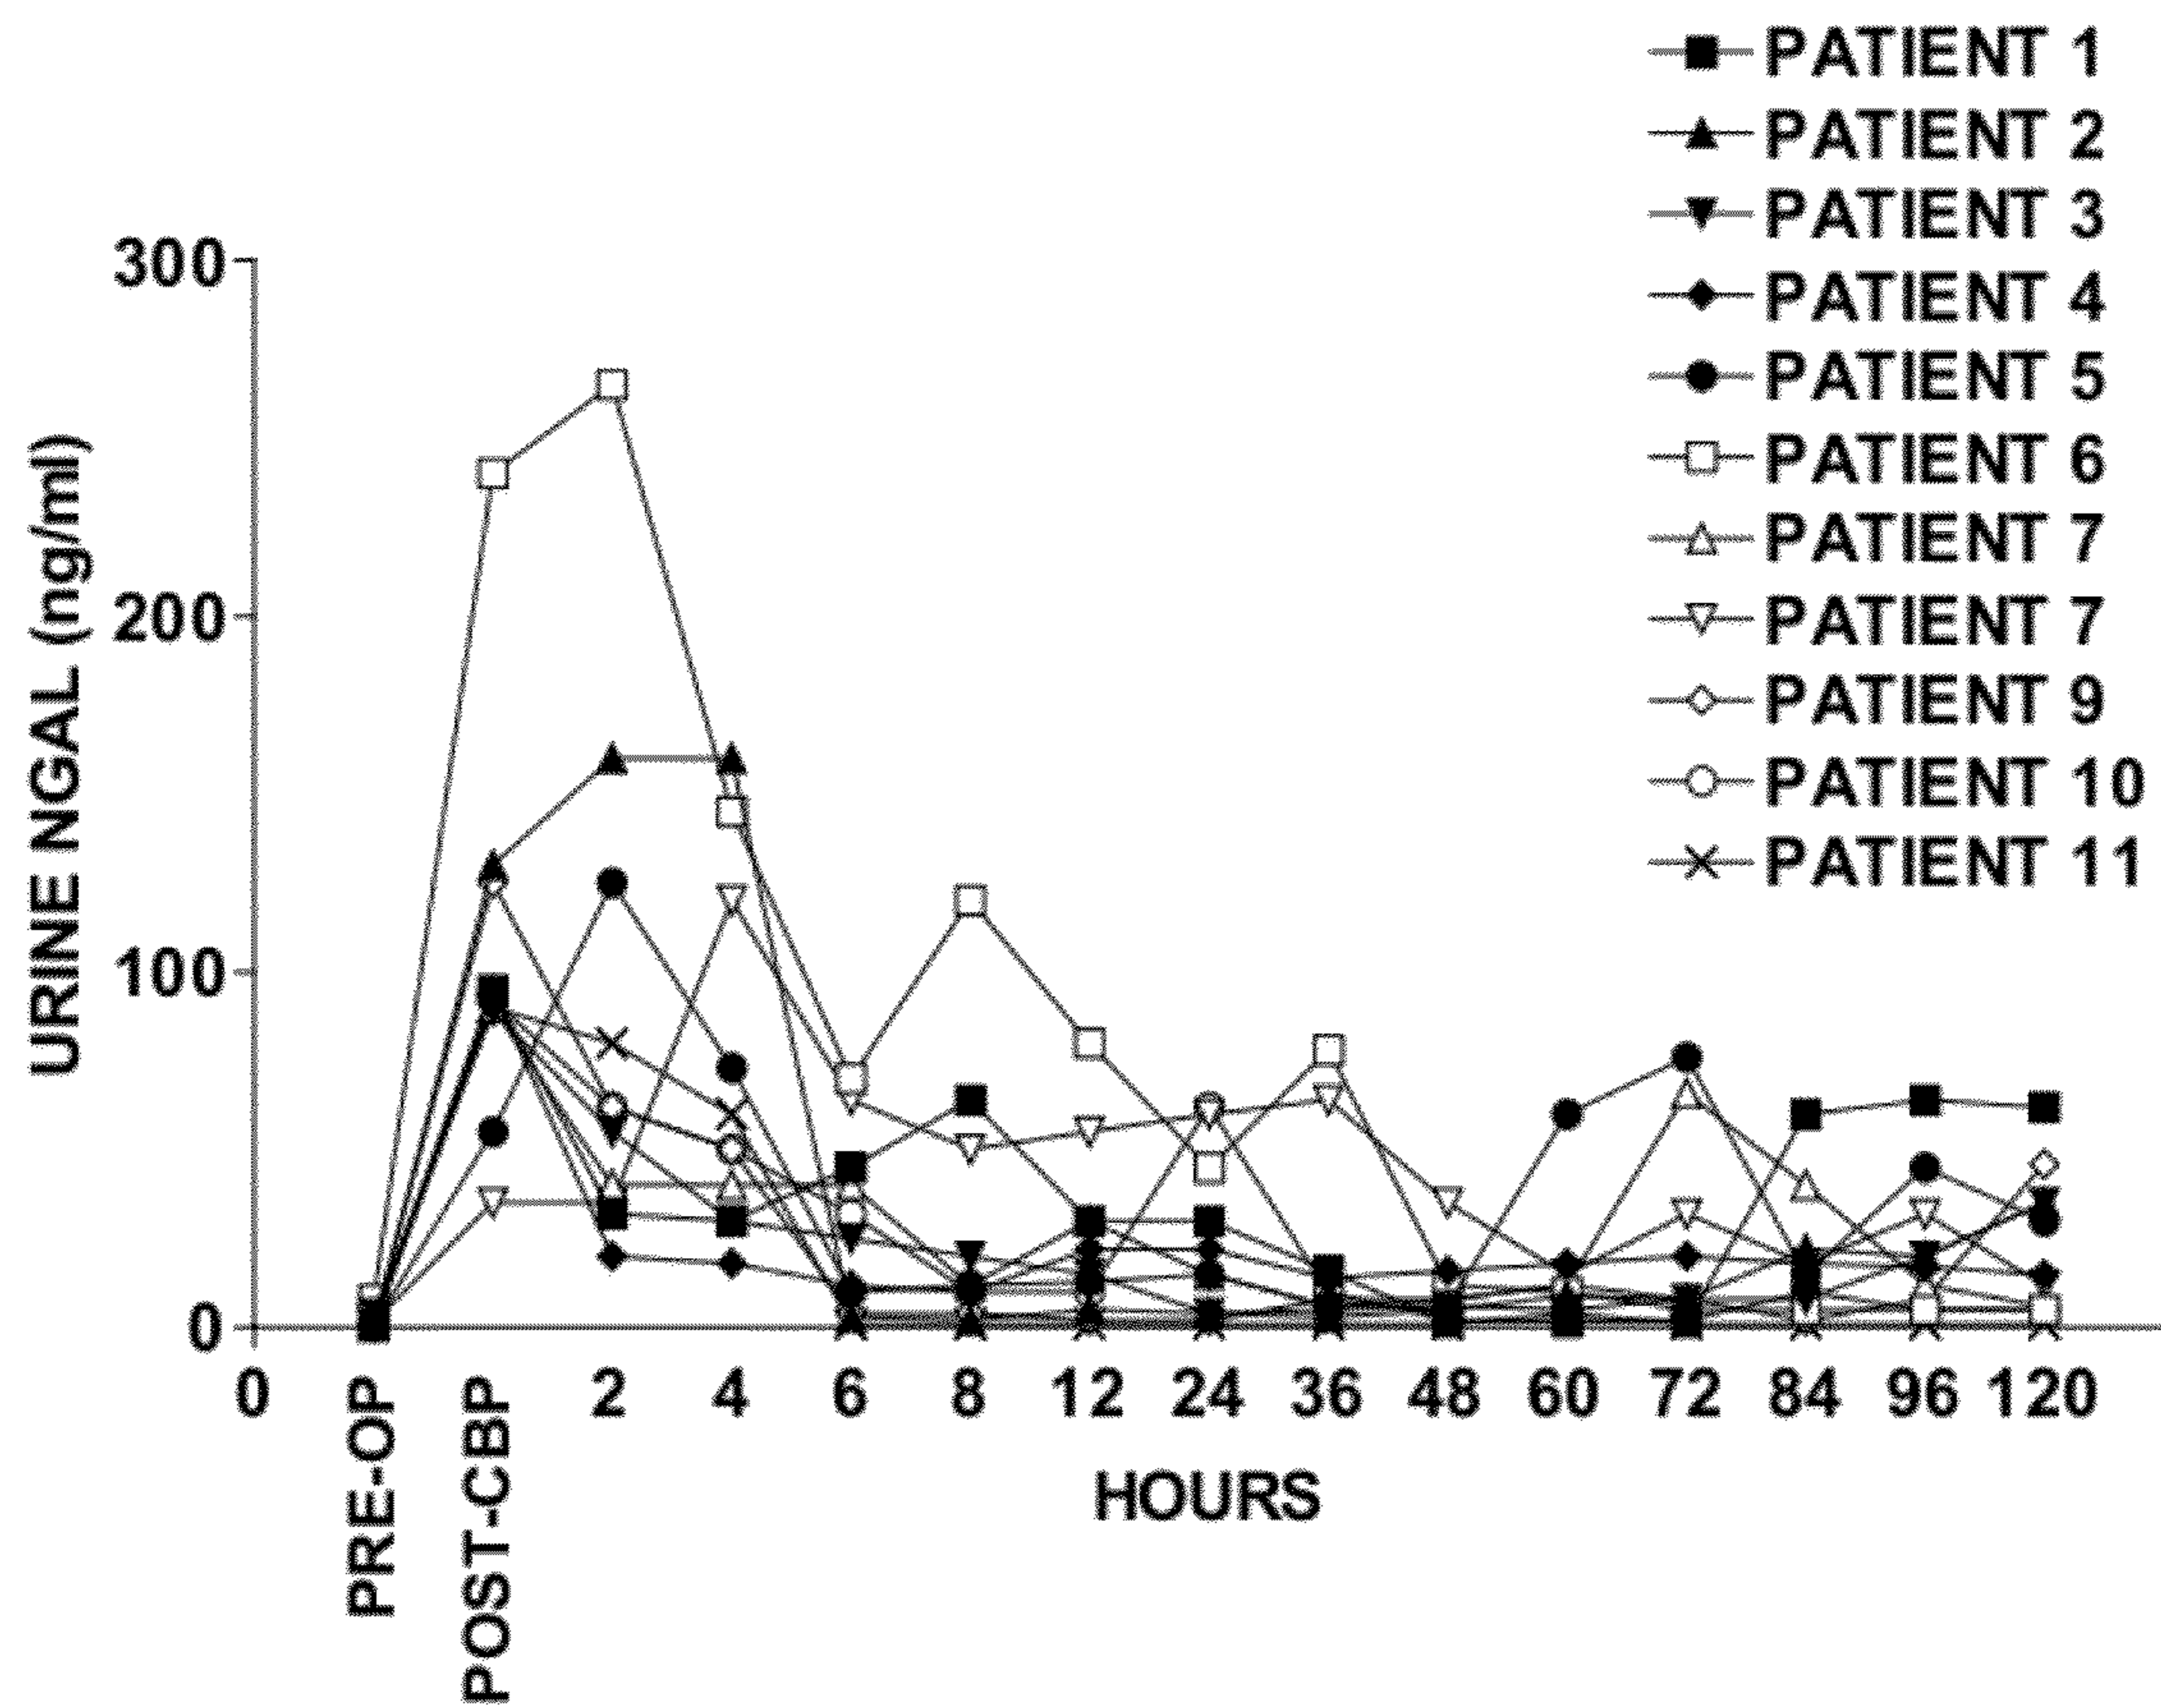 PATIENT 1
PATIENT 2
PATIENT 3
PATIENT 4
PATIENT 5
PATIENT 6
PATIENT 7
PATIENT 7
PATIENT 9
PATIENT 10
PATIENT 11
URINE NGAL (ng/ml)
300
200
100
0
0 PRE-OP POST-CBP 2 4 6 8 12 24 36 48 60 72 84 96 120
HOURS